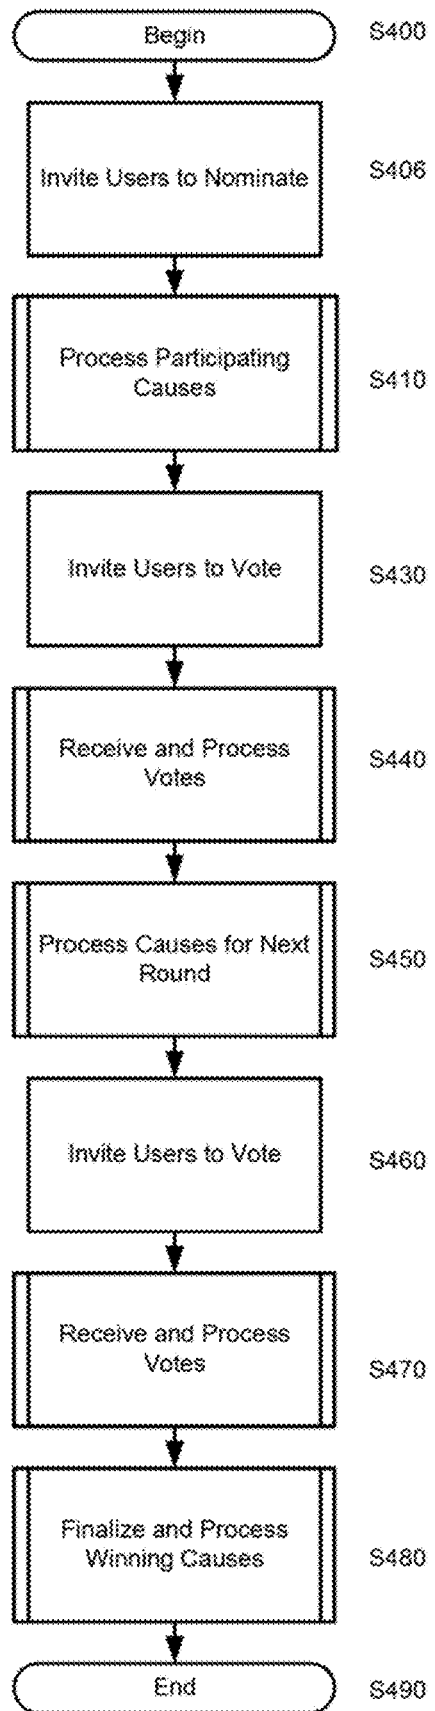 Begin
S400
Invite Users to Nominate
S406
Process Participating
Causes
S410
Invite Users to Vote
S430
Receive and Process
Votes
S440
Process Causes for Next
Round
S450
Invite Users to Vote
S460
Receive and Process
Votes
S470
Finalize and Process
Winning Causes
S480
End
S490